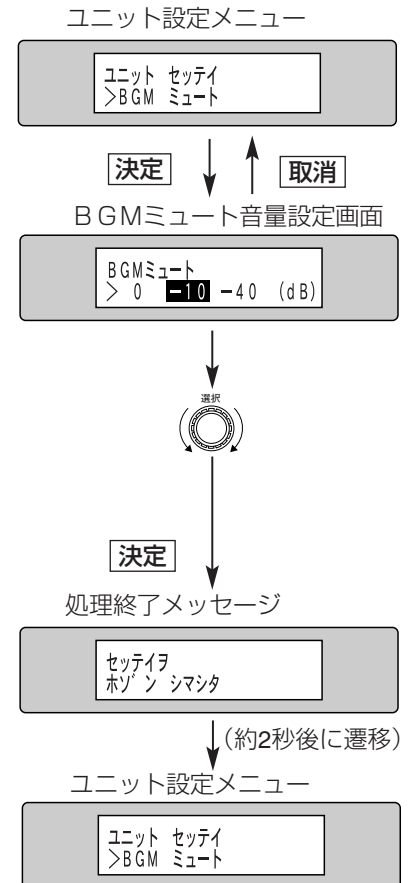 ユニット設定メニュー
ユニット セッテイ
>BGM ミュート
決定
取消
BGMミュート音量設定画面
BGMミュート
> 0 -10 -40 (dB)
選択
決定
処理終了メッセージ
セッテイヲ
ホゾン シマシタ
(約2秒後に遷移)
ユニット設定メニュー
ユニット セッテイ
>BGM ミュート